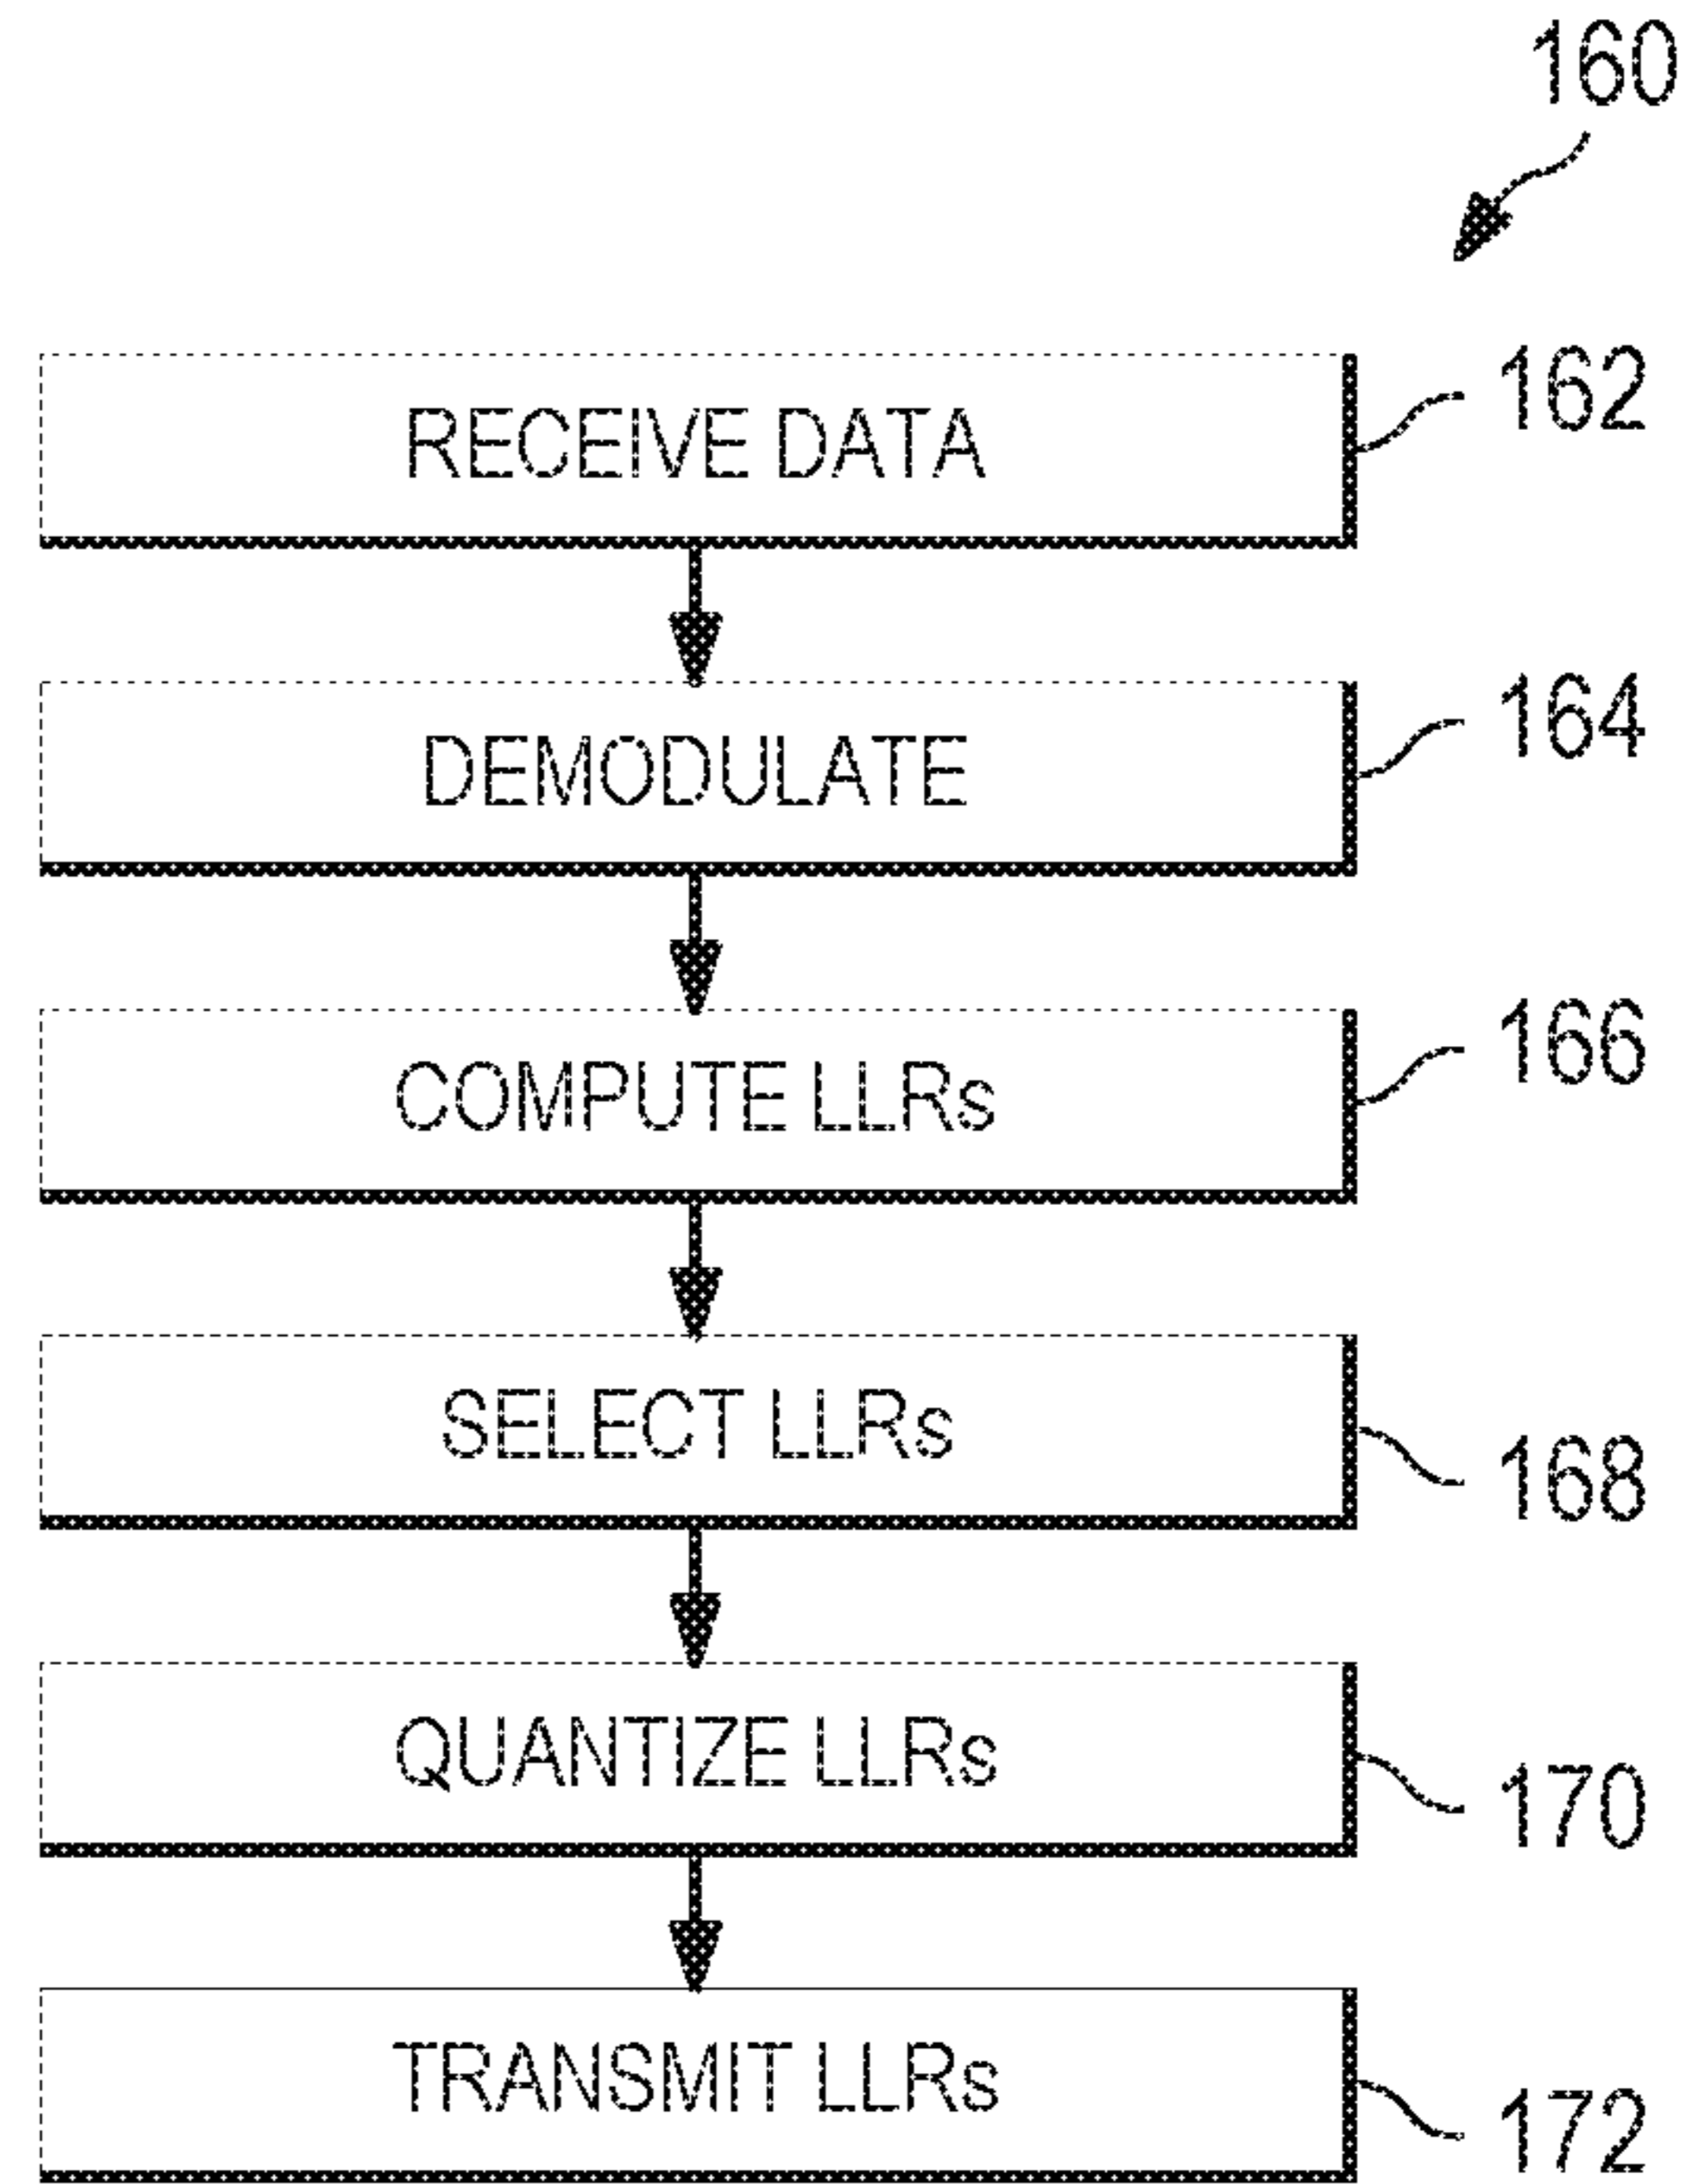 160
RECEIVE DATA 162
DEMODULATE 164
COMPUTE LLRs 166
SELECT LLRs 168
QUANTIZE LLRs 170
TRANSMIT LLRs 172